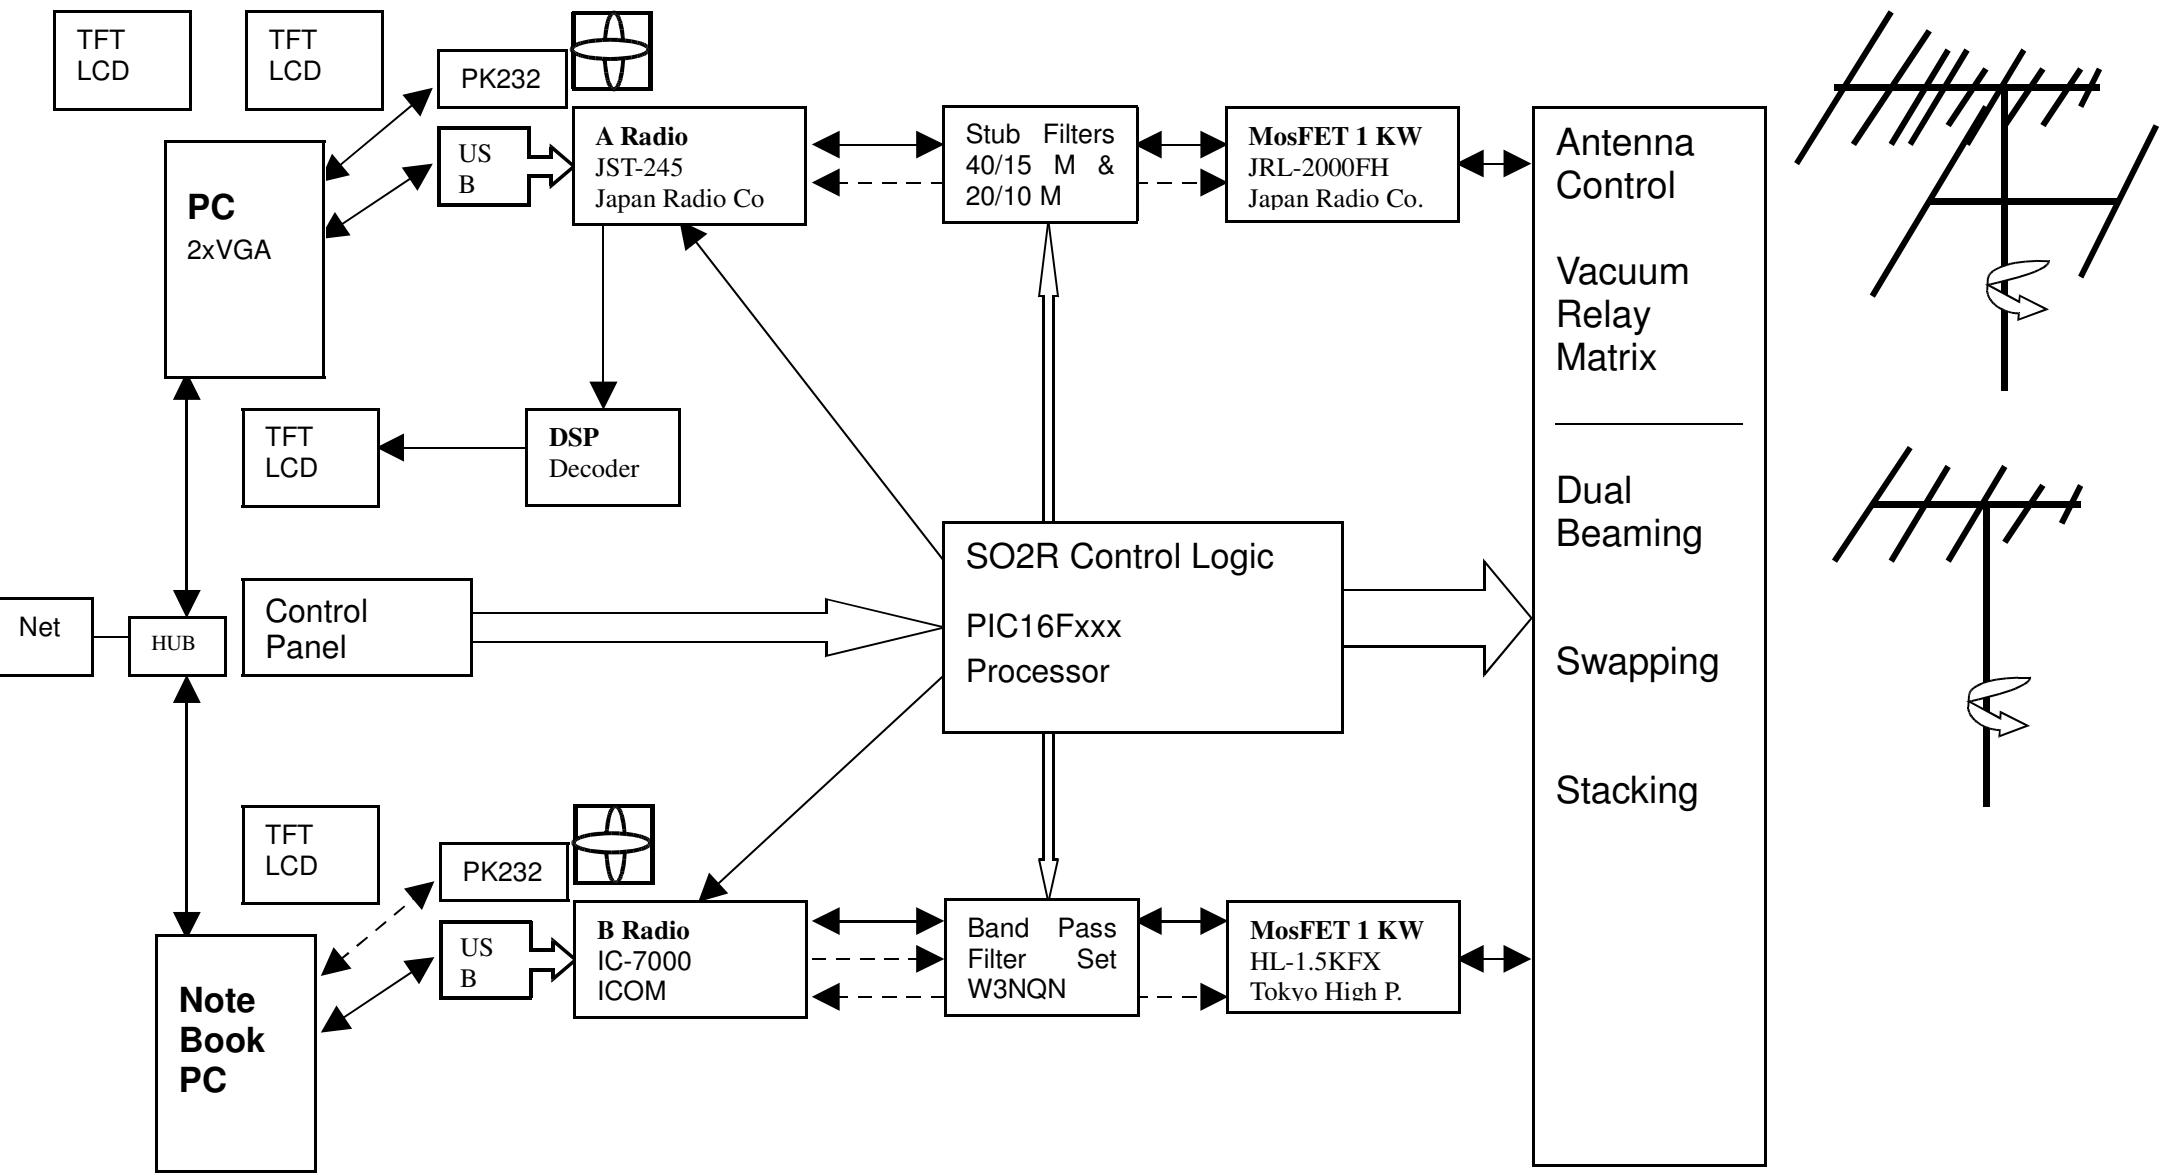 TFT
LCD
TFT
LCD
PK232
US
B
A Radio
JST-245
Japan Radio Co
Stub Filters
40/15 M &
20/10 M
MosFET 1 KW
JRL-2000FH
Japan Radio Co.
Antenna
Control
Vacuum
Relay
Matrix
Dual
Beaming
Swapping
Stacking
PC
2xVGA
TFT
LCD
DSP
Decoder
Net
HUB
Control
Panel
SO2R Control Logic
PIC16Fxxx
Processor
TFT
LCD
PK232
US
B
B Radio
IC-7000
ICOM
Band Pass
Filter Set
W3NQN
MosFET 1 KW
HL-1.5KFX
Tokyo High P.
Note
Book
PC